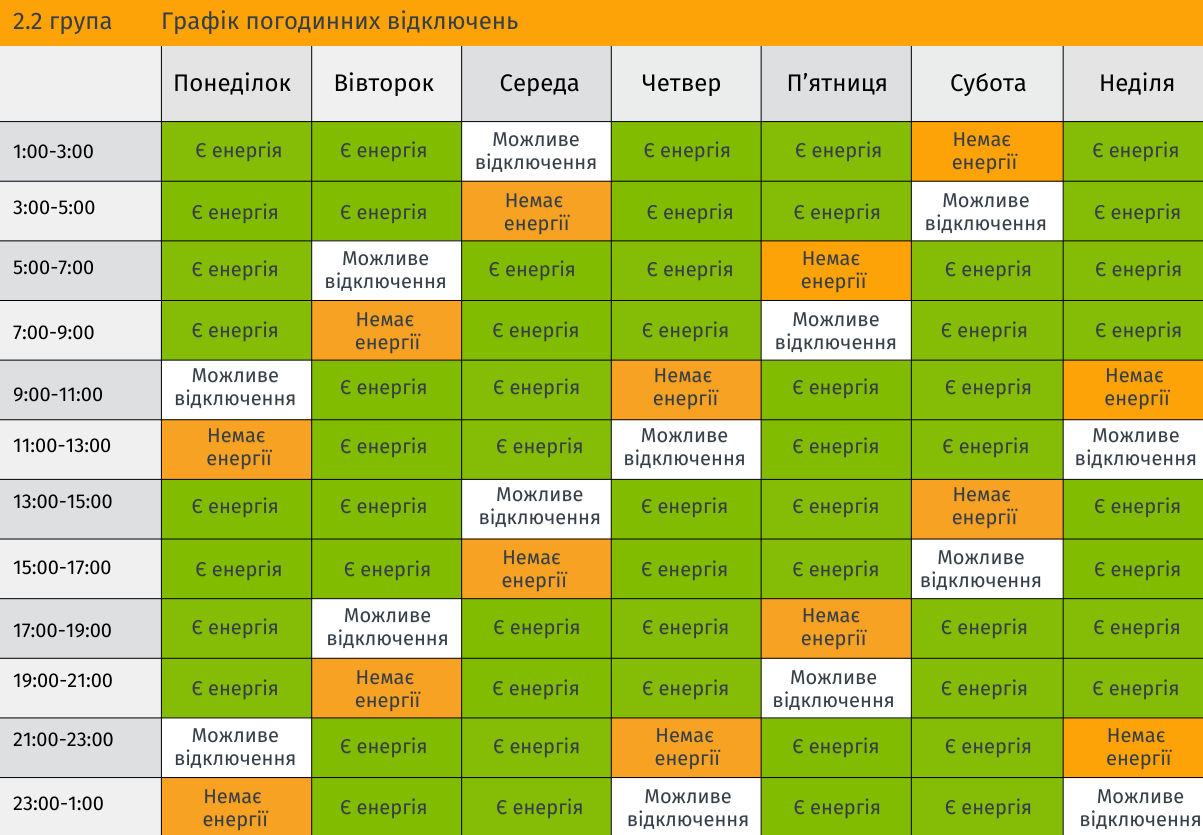 2.2 група Графік погодинних відключень
Понеділок Вівторок Середа Четвер П’ятниця Субота Неділя
1:00-3:00 Є енергія Є енергія Можливе відключення Є енергія Є енергія Немає енергії Є енергія
3:00-5:00 Є енергія Є енергія Немає енергії Є енергія Є енергія Можливе відключення Є енергія
5:00-7:00 Є енергія Можливе відключення Є енергія Є енергія Немає енергії Є енергія Є енергія
7:00-9:00 Є енергія Немає енергії Є енергія Є енергія Можливе відключення Є енергія Є енергія
9:00-11:00 Можливе відключення Є енергія Є енергія Немає енергії Є енергія Є енергія Немає енергії
11:00-13:00 Немає енергії Є енергія Є енергія Можливе відключення Є енергія Є енергія Можливе відключення
13:00-15:00 Є енергія Є енергія Можливе відключення Є енергія Є енергія Немає енергії Є енергія
15:00-17:00 Є енергія Є енергія Немає енергії Є енергія Є енергія Можливе відключення Є енергія
17:00-19:00 Є енергія Можливе відключення Є енергія Є енергія Немає енергії Є енергія Є енергія
19:00-21:00 Є енергія Немає енергії Є енергія Є енергія Можливе відключення Є енергія Є енергія
21:00-23:00 Можливе відключення Є енергія Є енергія Немає енергії Є енергія Є енергія Немає енергії
23:00-1:00 Немає енергії Є енергія Є енергія Можливе відключення Є енергія Є енергія Можливе відключення